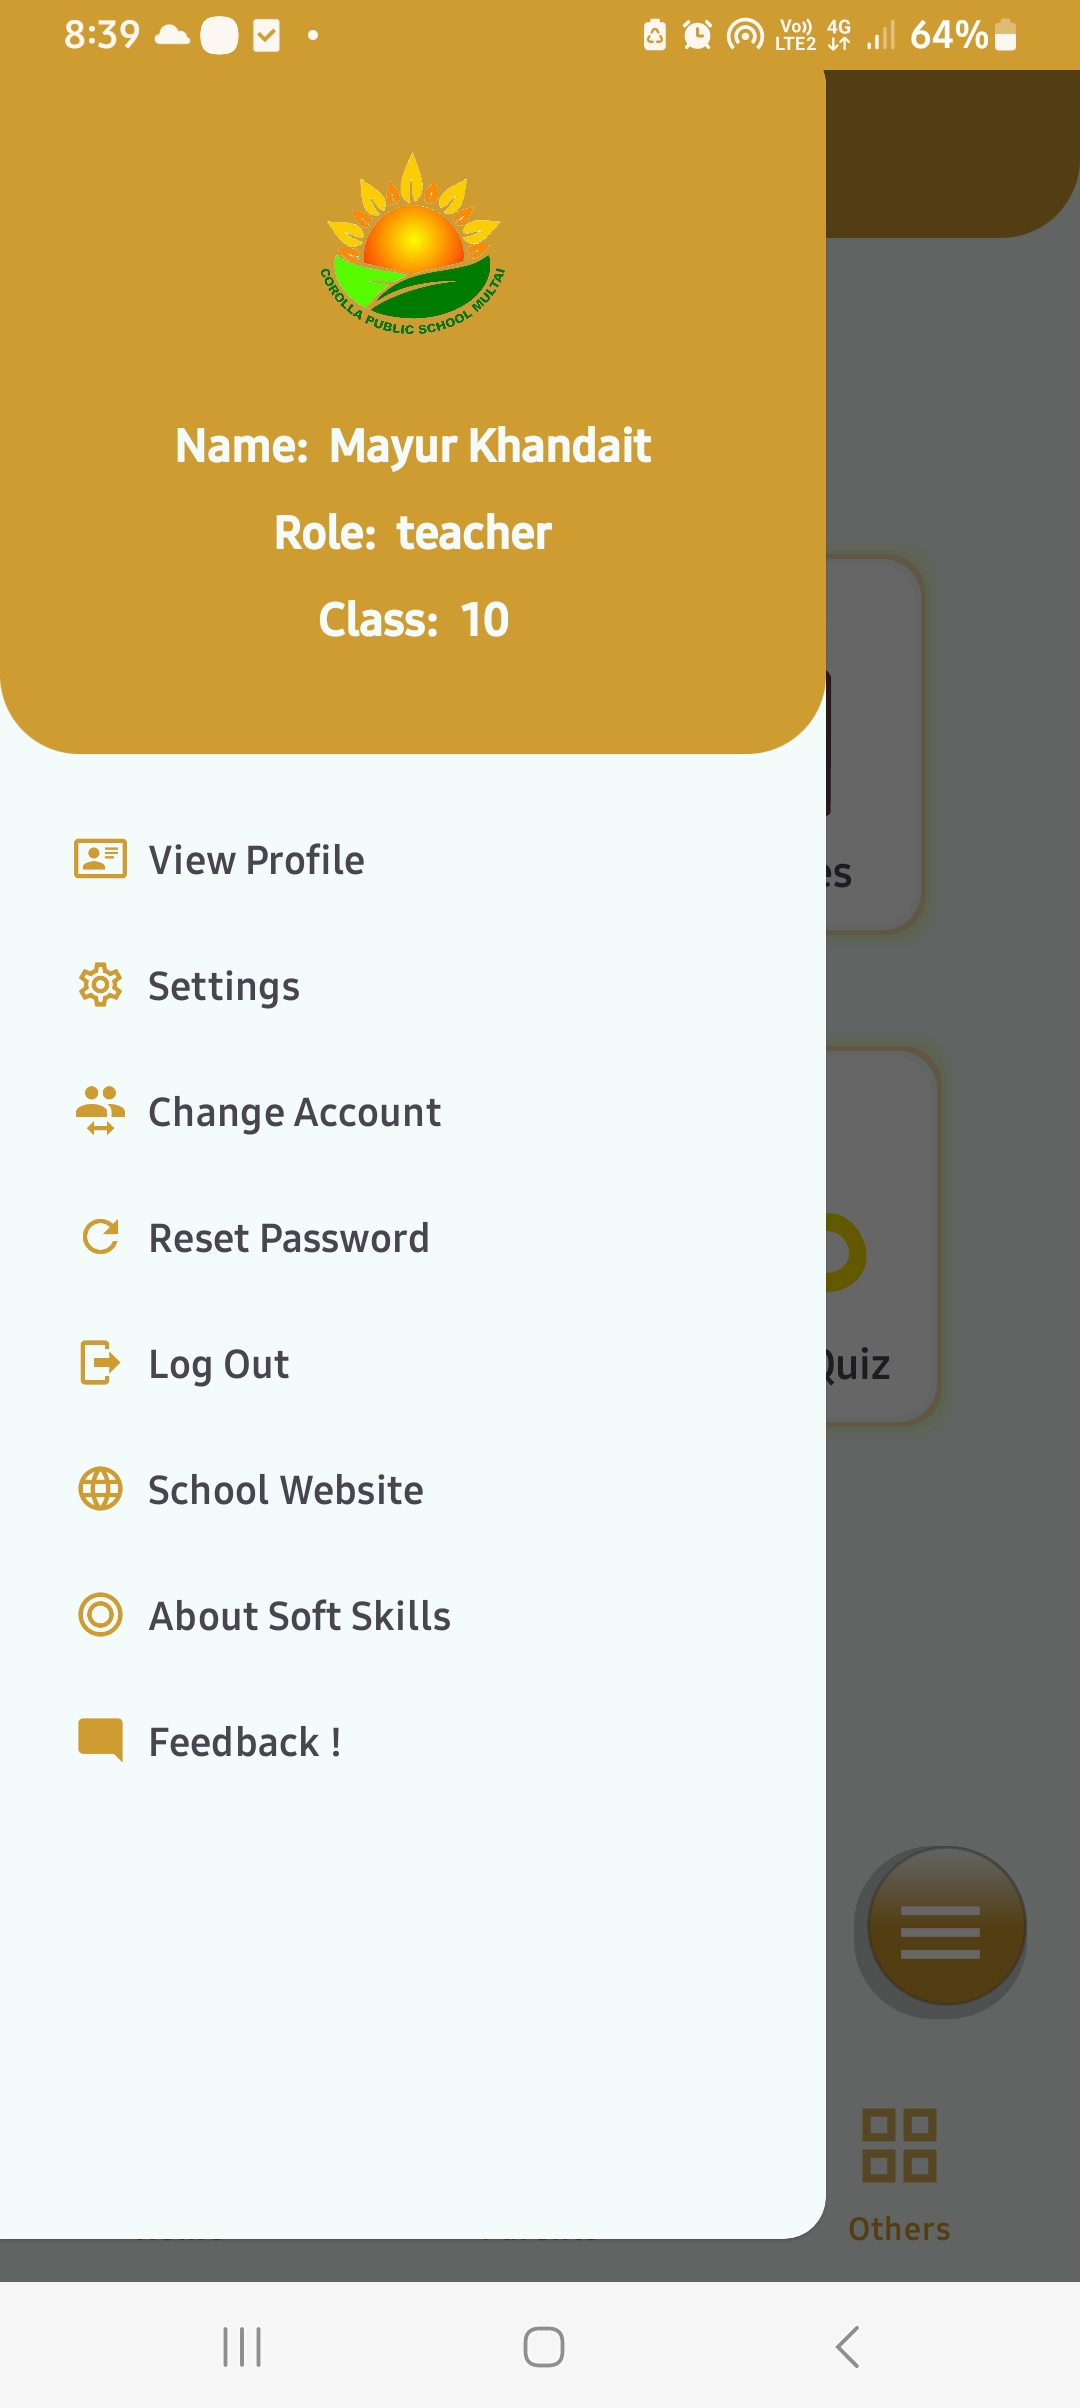 8:39
Vo)) LTE2 4G 64%
COROLLA PUBLIC SCHOOL MULTAI
Name: Mayur Khandait
Role: teacher
Class: 10
View Profile
es
Settings
Change Account
Reset Password
Log Out
Quiz
School Website
About Soft Skills
Feedback !
Others